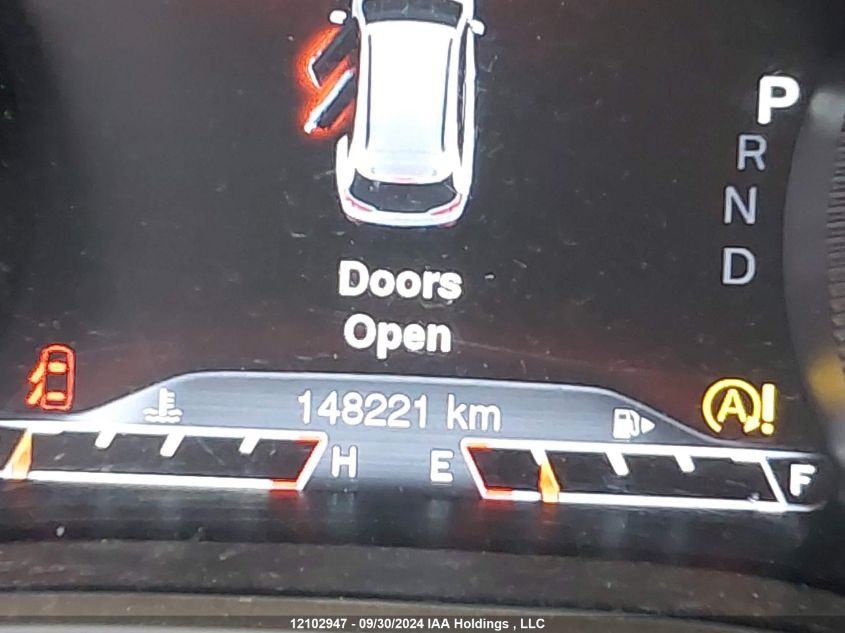 P
R
N
D
Doors
Open
148221 km
A !
H E F
12102947 - 09/30/2024 IAA Holdings , LLC